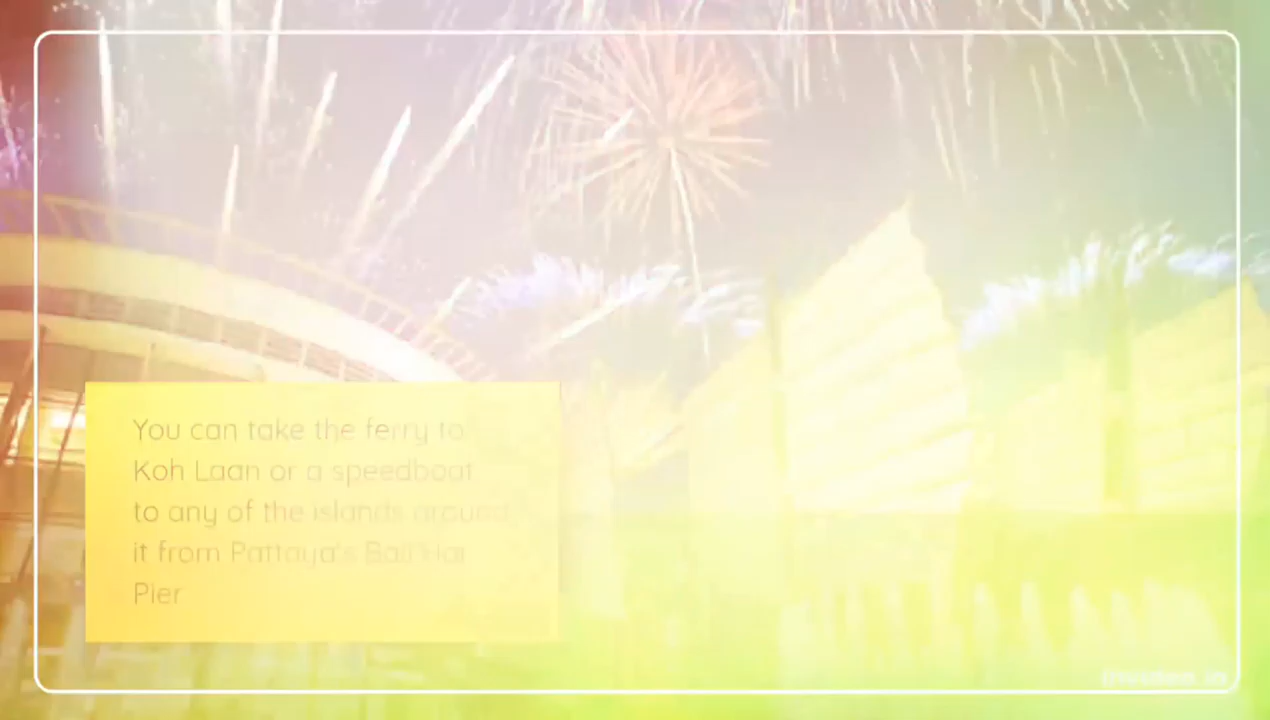 You can take the ferry to
Koh Laan or a speedboat
to any of the islands around
it from Pattaya's Bali Hai
Pier